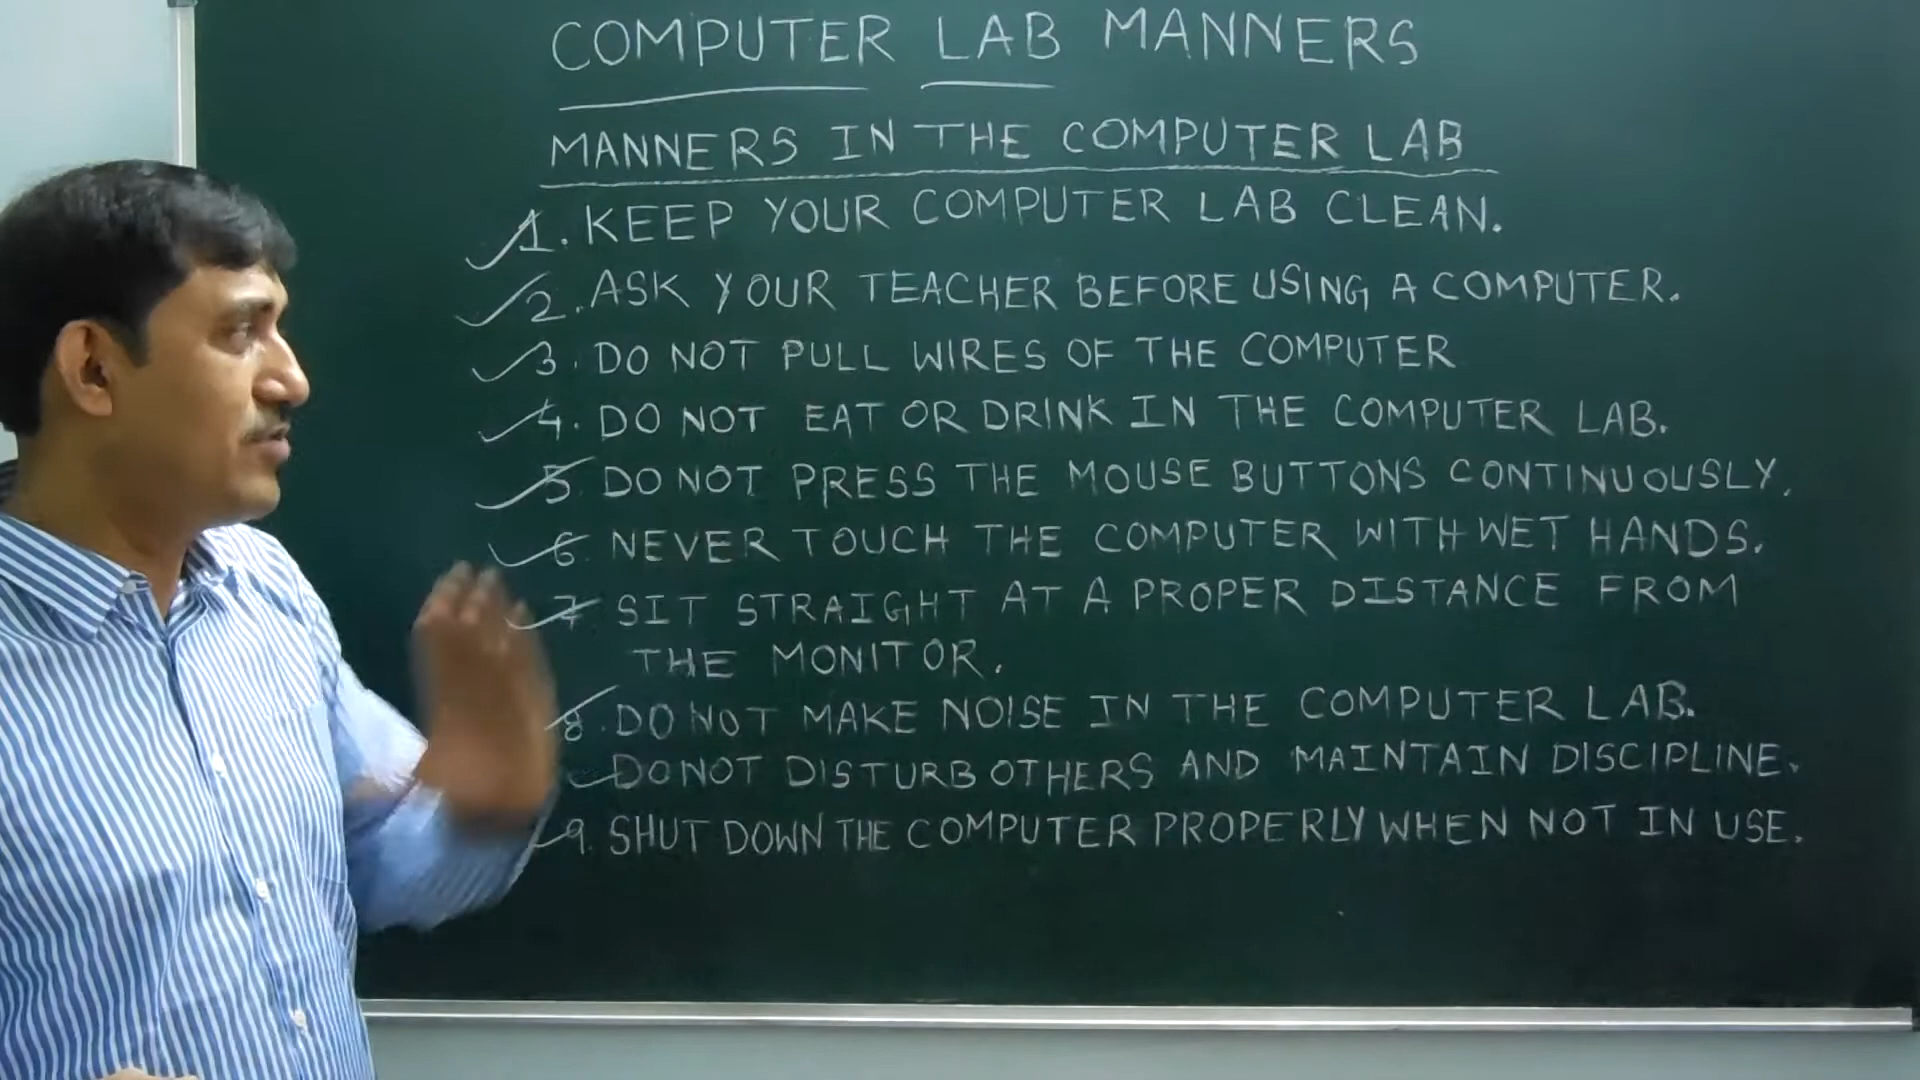 COMPUTER LAB MANNERS
MANNERS IN THE COMPUTER LAB
1. KEEP YOUR COMPUTER LAB CLEAN.
2. ASK YOUR TEACHER BEFORE USING A COMPUTER.
3. DO NOT PULL WIRES OF THE COMPUTER
4. DO NOT EAT OR DRINK IN THE COMPUTER LAB.
5. DO NOT PRESS THE MOUSE BUTTONS CONTINUOUSLY.
6. NEVER TOUCH THE COMPUTER WITH WET HANDS.
7. SIT STRAIGHT AT A PROPER DISTANCE FROM
THE MONITOR.
8. DO NOT MAKE NOISE IN THE COMPUTER LAB.
DO NOT DISTURB OTHERS AND MAINTAIN DISCIPLINE.
9. SHUT DOWN THE COMPUTER PROPERLY WHEN NOT IN USE.